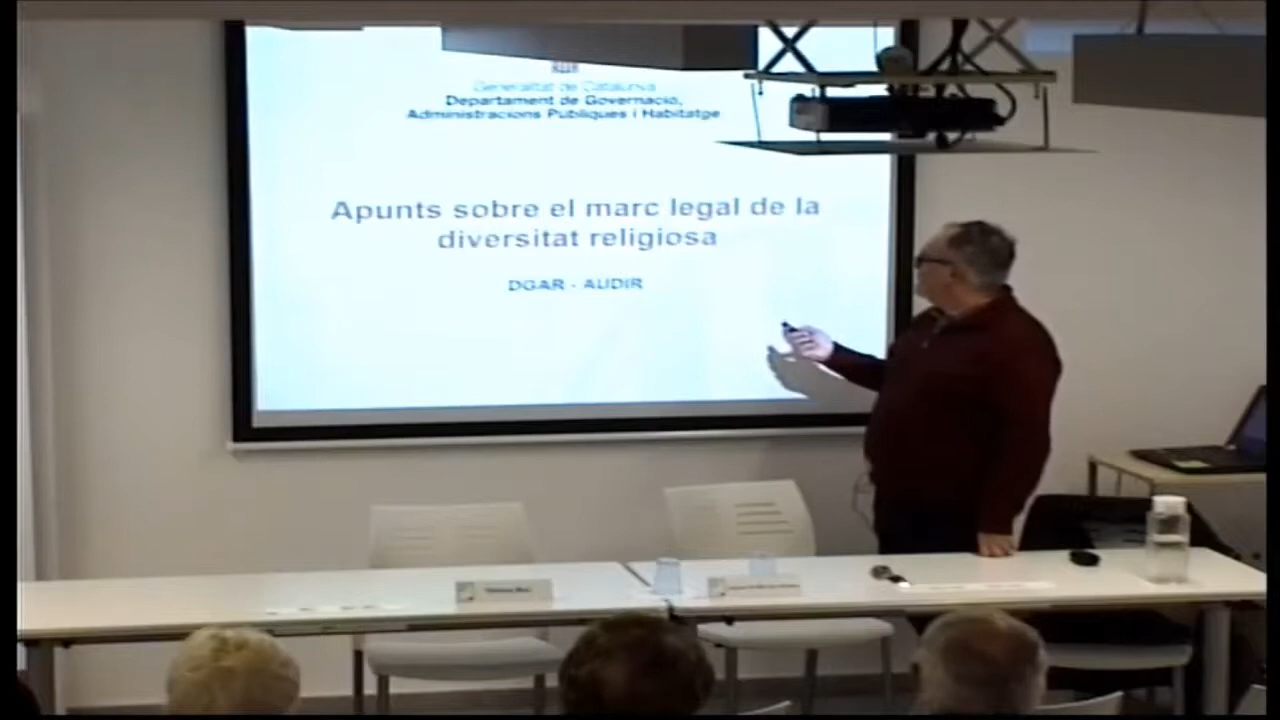 Generalitat de Catalunya
Departament de Governació,
Administracions Públiques i Habitatge
Apunts sobre el marc legal de la
diversitat religiosa
DGAR - AUDIR